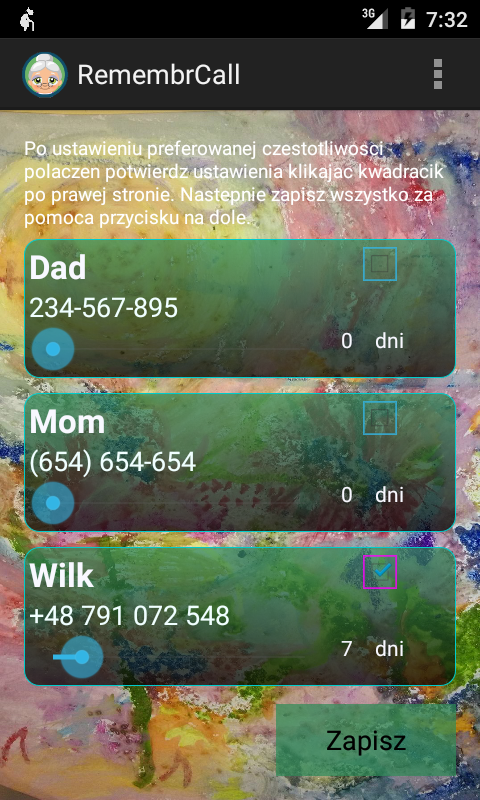 3G 7:32
RemembrCall
Po ustawieniu preferowanej czestotliwosci
polaczen potwierdz ustawienia klikajac kwadracik
po prawej stronie. Nastepnie zapisz wszystko za
pomoca przycisku na dole.
Dad
234-567-895
0 dni
Mom
(654) 654-654
0 dni
Wilk
+48 791 072 548
7 dni
Zapisz